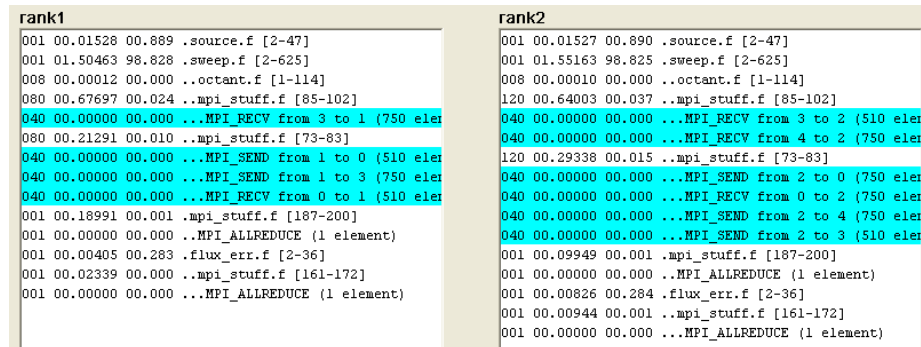 rank1
001 00.01528 00.889 .source.f [2-47]
001 01.50463 98.828 .sweep.f [2-625]
008 00.00012 00.000 ..octant.f [1-114]
080 00.67697 00.024 ..mpi_stuff.f [85-102]
040 00.00000 00.000 ...MPI_RECV from 3 to 1 (750 elem
080 00.21291 00.010 ..mpi_stuff.f [73-83]
040 00.00000 00.000 ...MPI_SEND from 1 to 0 (510 elem
040 00.00000 00.000 ...MPI_SEND from 1 to 3 (750 elem
040 00.00000 00.000 ...MPI_RECV from 0 to 1 (510 elem
001 00.18991 00.001 .mpi_stuff.f [187-200]
001 00.00000 00.000 ..MPI_ALLREDUCE (1 element)
001 00.00405 00.283 .flux_err.f [2-36]
001 00.02339 00.000 ..mpi_stuff.f [161-172]
001 00.00000 00.000 ...MPI_ALLREDUCE (1 element)
rank2
001 00.01527 00.890 .source.f [2-47]
001 01.55163 98.825 .sweep.f [2-625]
008 00.00010 00.000 ..octant.f [1-114]
120 00.64003 00.037 ..mpi_stuff.f [85-102]
040 00.00000 00.000 ...MPI_RECV from 3 to 2 (510 eler
040 00.00000 00.000 ...MPI_RECV from 4 to 2 (750 eler
120 00.29338 00.015 ..mpi_stuff.f [73-83]
040 00.00000 00.000 ...MPI_SEND from 2 to 0 (750 eler
040 00.00000 00.000 ...MPI_RECV from 0 to 2 (750 eler
040 00.00000 00.000 ...MPI_SEND from 2 to 4 (750 eler
040 00.00000 00.000 ...MPI_SEND from 2 to 3 (510 eler
001 00.09949 00.001 .mpi_stuff.f [187-200]
001 00.00000 00.000 ..MPI_ALLREDUCE (1 element)
001 00.00826 00.284 .flux_err.f [2-36]
001 00.00944 00.001 ..mpi_stuff.f [161-172]
001 00.00000 00.000 ...MPI_ALLREDUCE (1 element)